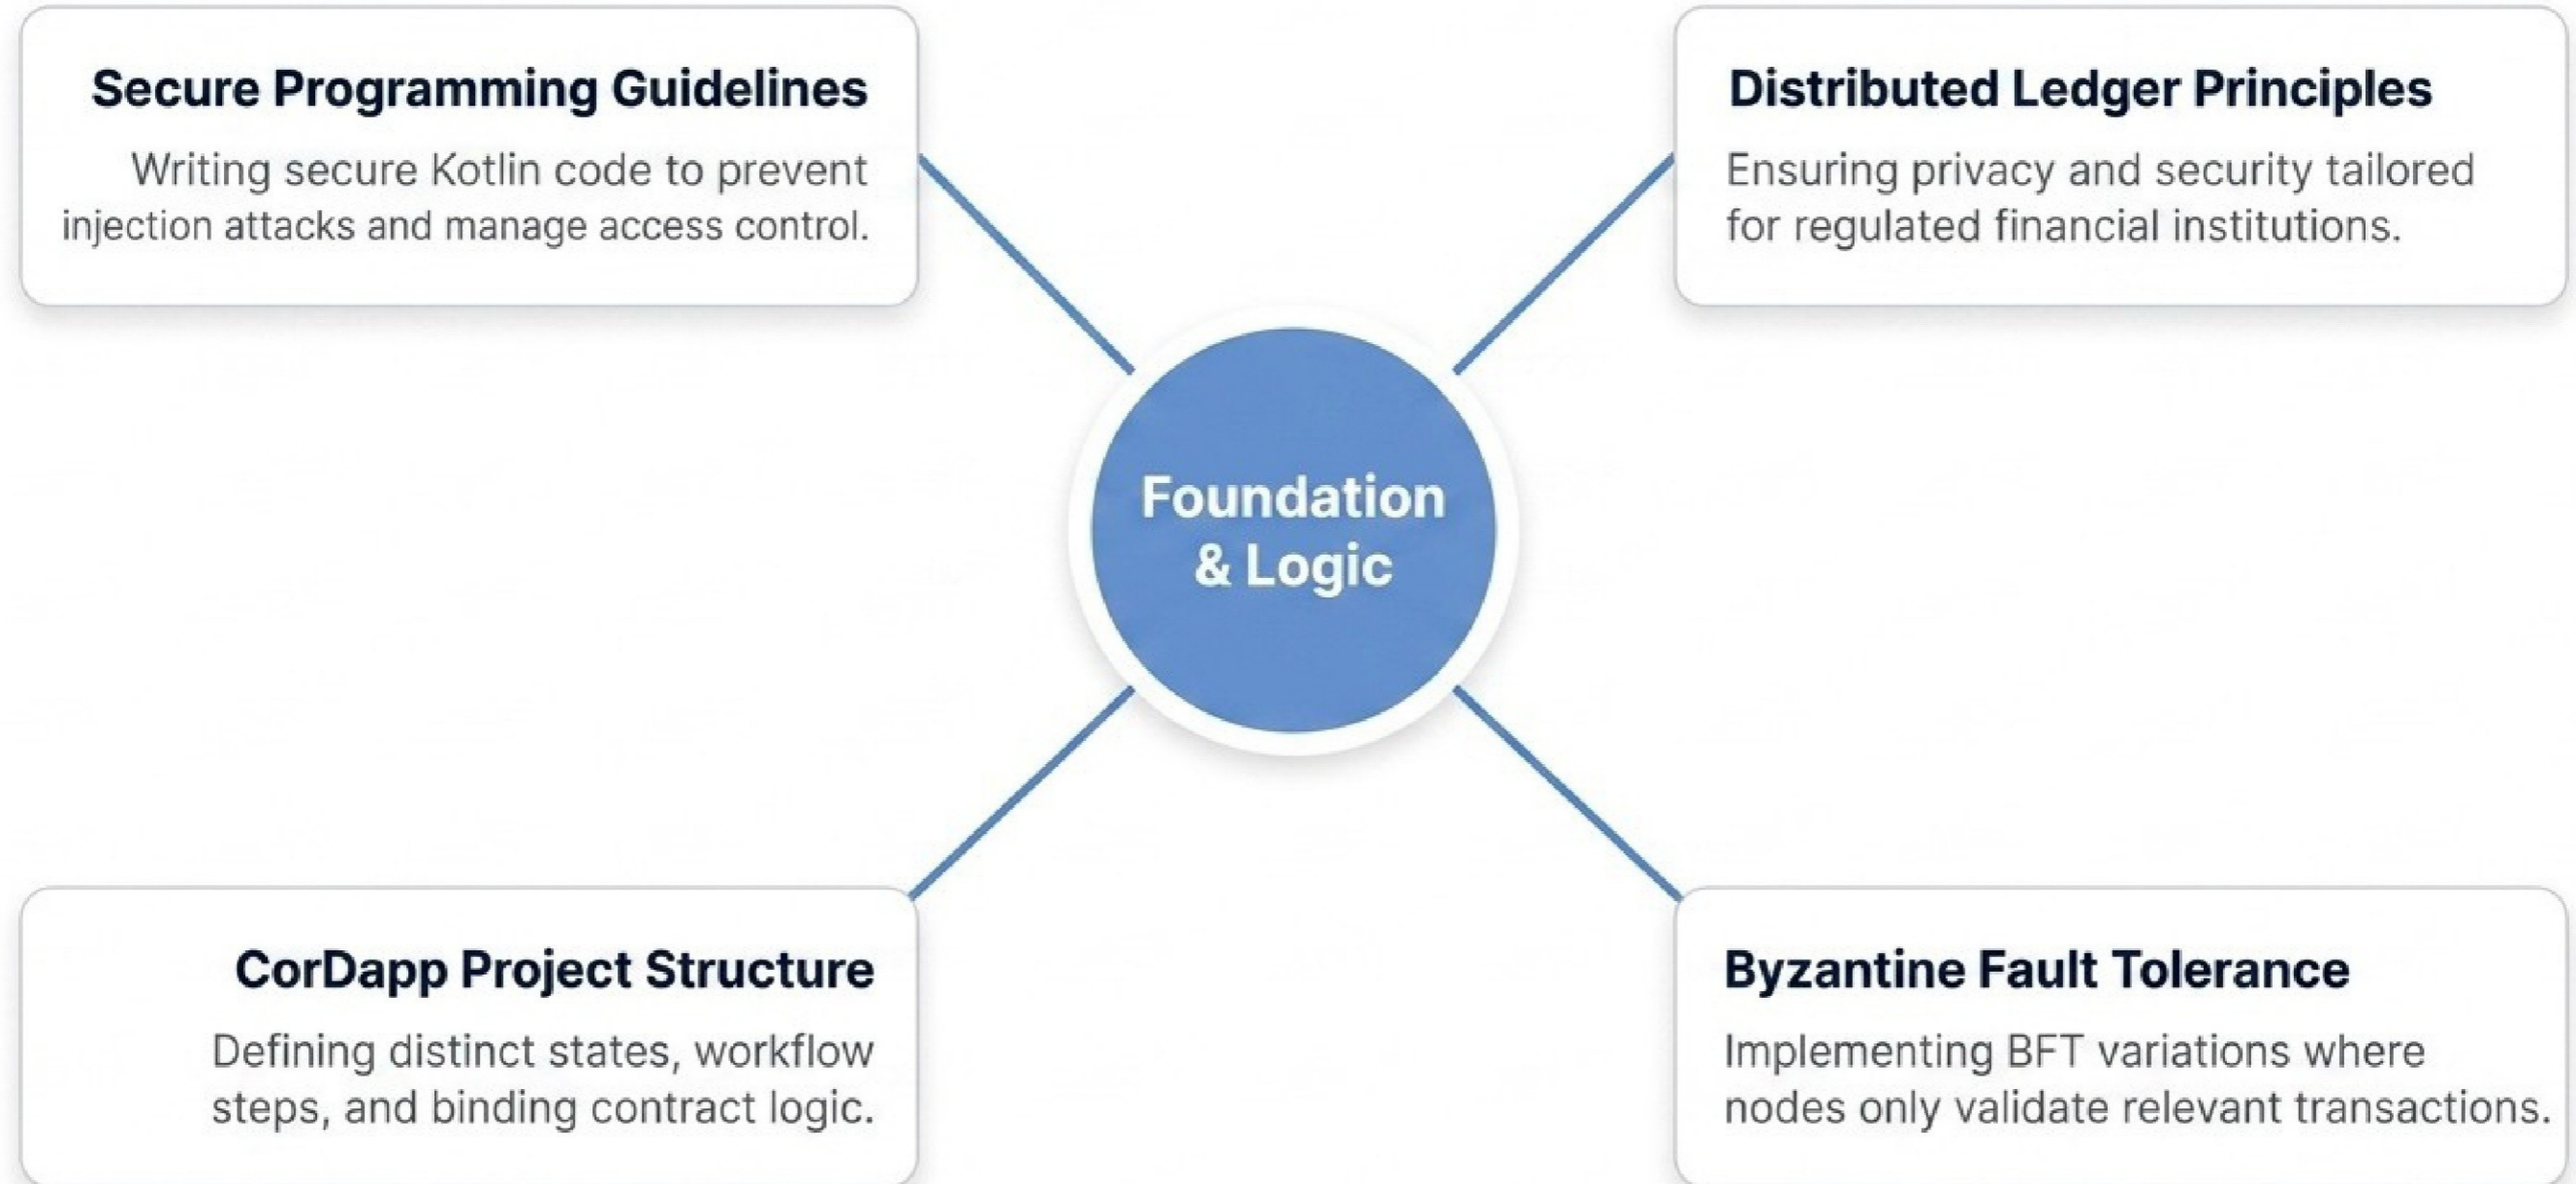 Secure Programming Guidelines
Writing secure Kotlin code to prevent
injection attacks and manage access control.
Distributed Ledger Principles
Ensuring privacy and security tailored
for regulated financial institutions.
Foundation
& Logic
CorDapp Project Structure
Defining distinct states, workflow
steps, and binding contract logic.
Byzantine Fault Tolerance
Implementing BFT variations where
nodes only validate relevant transactions.